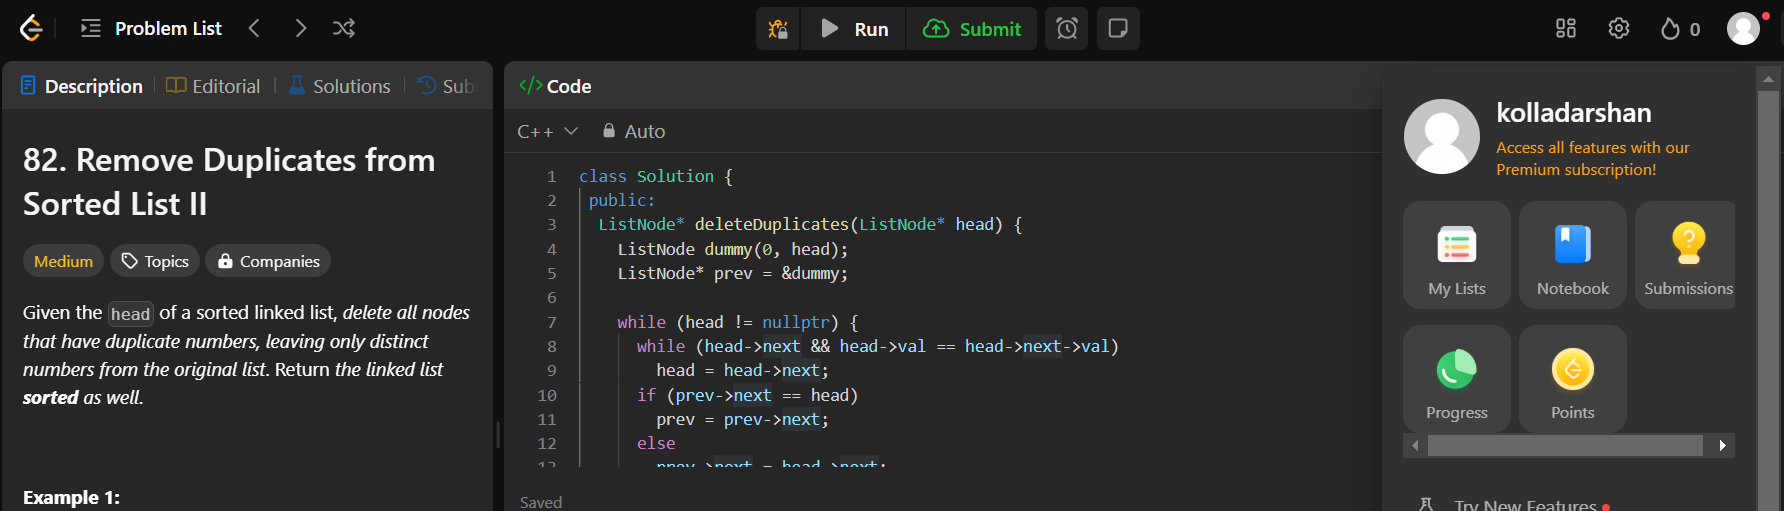 Problem List
Run
Submit
0
Description
Editorial
Solutions
Sub
82. Remove Duplicates from
Sorted List II
Medium
Topics
Companies
Given the head of a sorted linked list, delete all nodes
that have duplicate numbers, leaving only distinct
numbers from the original list. Return the linked list
sorted as well.
Example 1:
</> Code
C++
Auto
1 class Solution {
2 public:
3 ListNode* deleteDuplicates(ListNode* head) {
4 ListNode dummy(0, head);
5 ListNode* prev = &dummy;
6
7 while (head != nullptr) {
8 while (head->next && head->val == head->next->val)
9 head = head->next;
10 if (prev->next == head)
11 prev = prev->next;
12 else
13 prev->next = head->next;
Saved
kolladarshan
Access all features with our
Premium subscription!
My Lists
Notebook
Submissions
Progress
Points
Try New Features